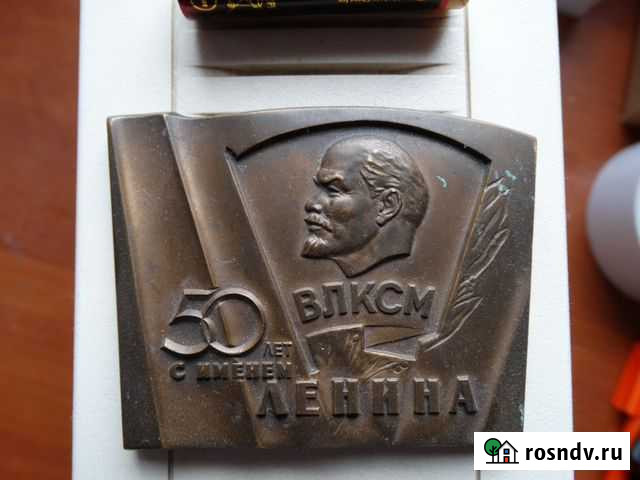 ВЛКСМ
50
ЛЕТ
С ИМЕНЕМ
ЛЕНИНА
rosndv.ru